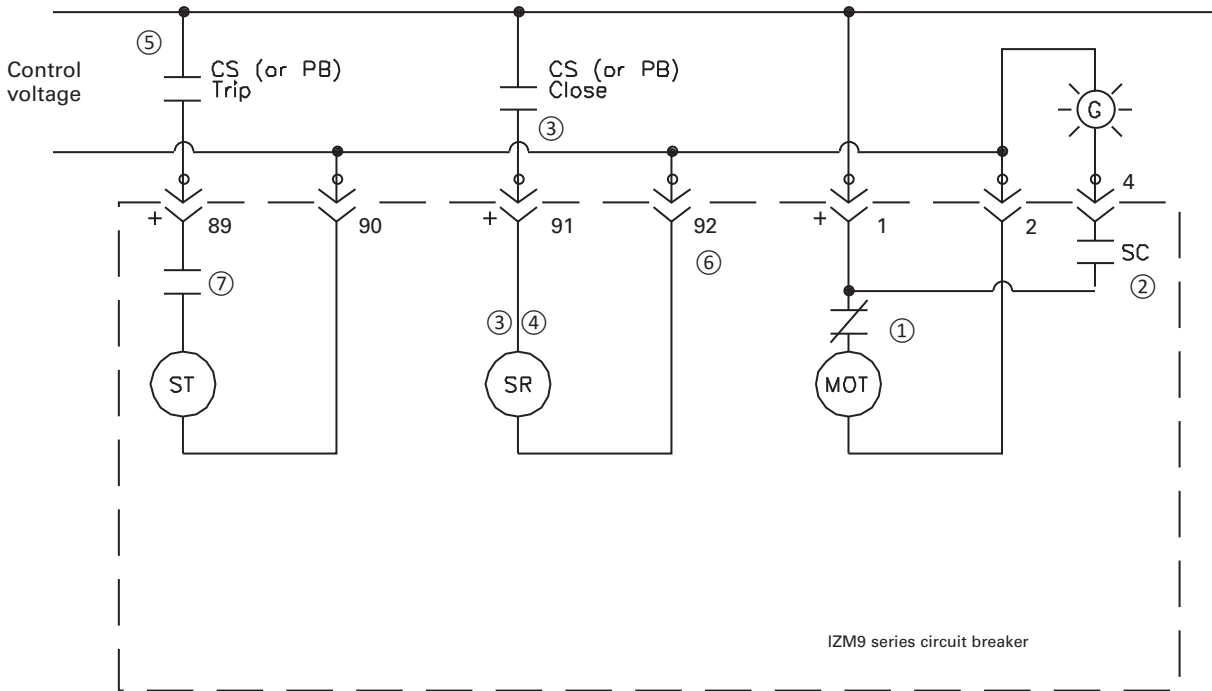 ⑤
Control
voltage
CS (or PB)
Trip
CS (or PB)
Close
③
G
4
+ 89
90
+ 91
92
+ 1
2
⑦
⑥
SC
②
③ ④
①
ST
SR
MOT
IZM9 series circuit breaker